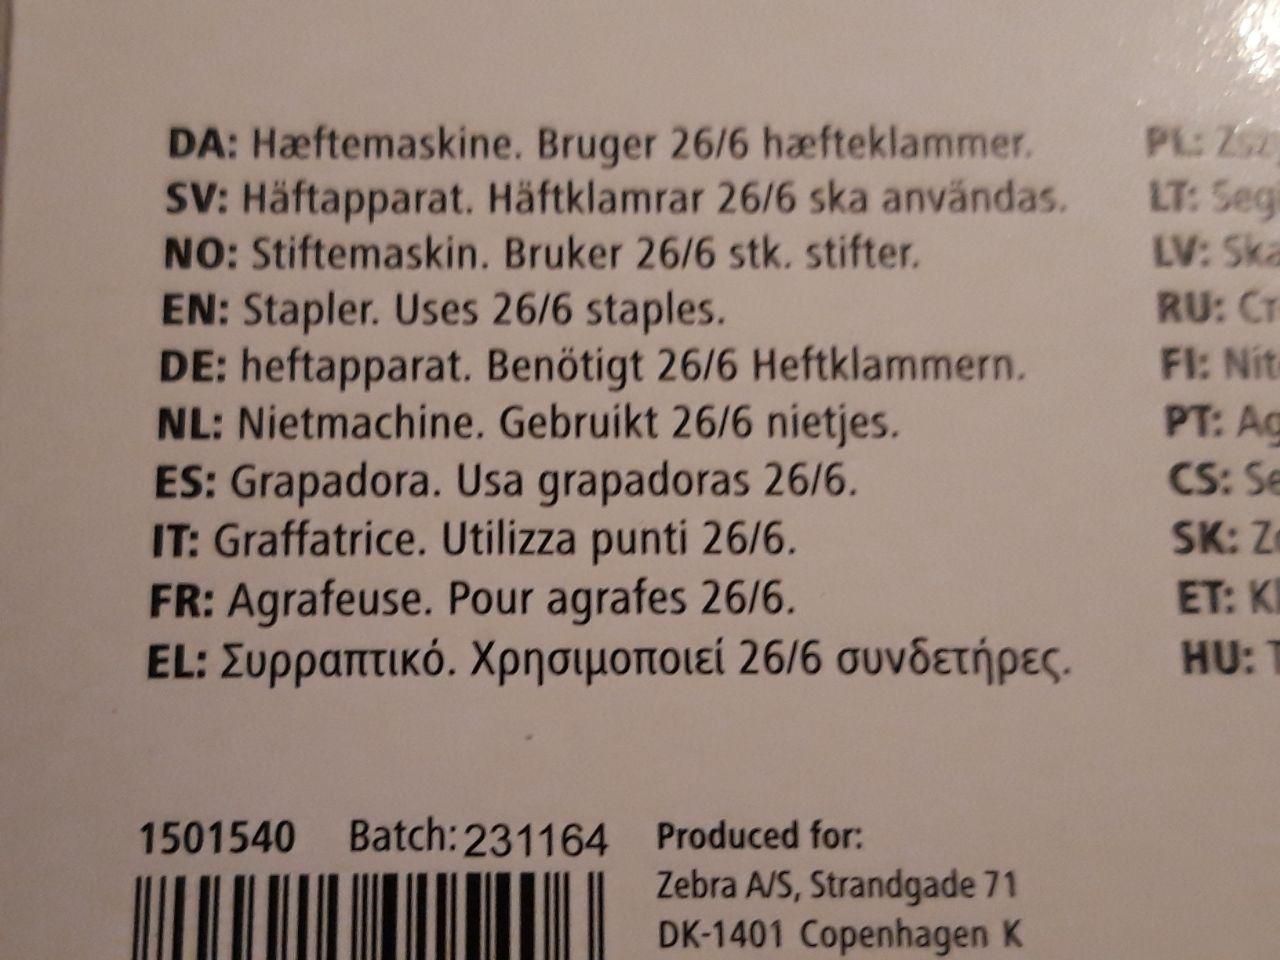 DA: Hæftemaskine. Bruger 26/6 hæfteklammer.
SV: Häftapparat. Häftklamrar 26/6 ska användas.
NO: Stiftemaskin. Bruker 26/6 stk. stifter.
EN: Stapler. Uses 26/6 staples.
DE: heftapparat. Benötigt 26/6 Heftklammern.
NL: Nietmachine. Gebruikt 26/6 nietjes.
ES: Grapadora. Usa grapadoras 26/6.
IT: Graffatrice. Utilizza punti 26/6.
FR: Agrafeuse. Pour agrafes 26/6.
EL: Συρραπτικό. Χρησιμοποιεί 26/6 συνδετήρες.
PL:
LT:
LV:
RU:
FI:
PT:
CS:
SK:
ET:
HU:
1501540 Batch: 231164
Produced for:
Zebra A/S, Strandgade 71
DK-1401 Copenhagen K